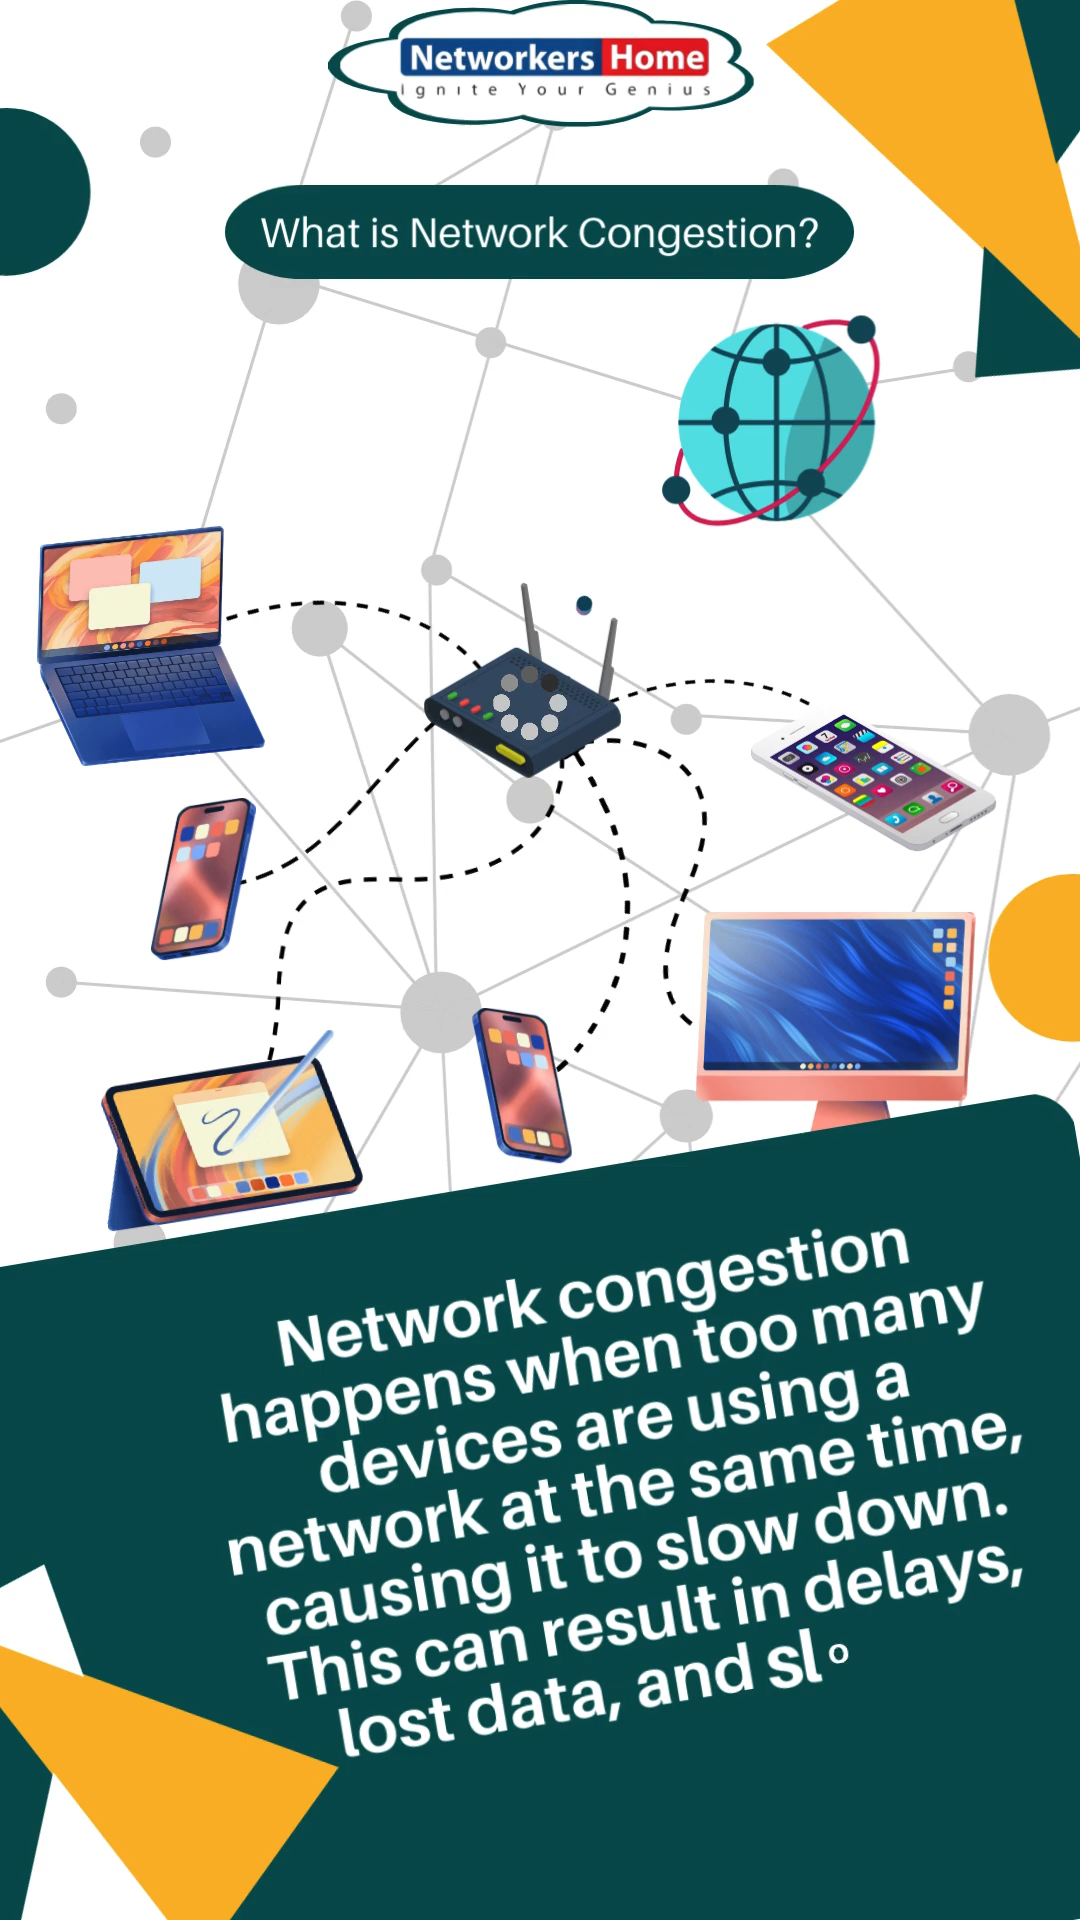 Networkers Home
Ignite Your Genius
What is Network Congestion?
Network congestion
happens when too many
devices are using a
network at the same time,
causing it to slow down.
This can result in delays,
lost data, and slo